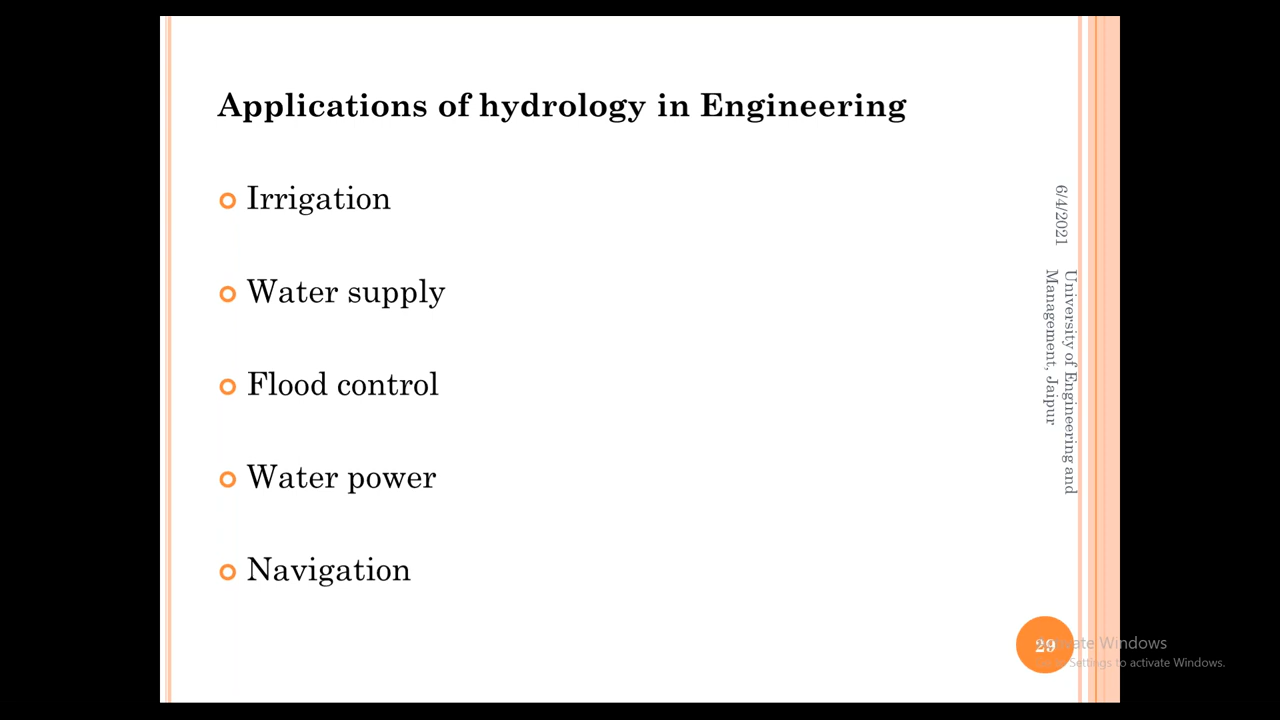 Applications of hydrology in Engineering
Irrigation
Water supply
Flood control
Water power
Navigation
6/4/2021
University of Engineering and
Management, Jaipur
29
Windows
Settings to activate Windows.